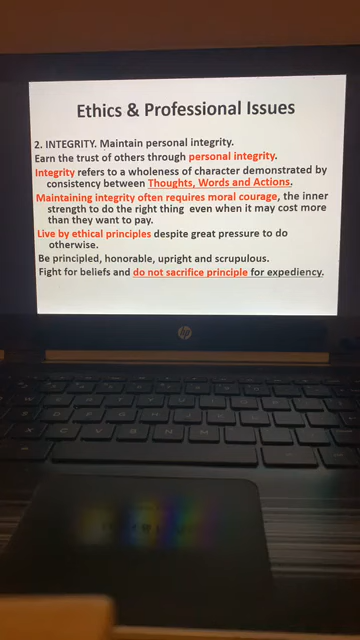 Ethics & Professional Issues
2. INTEGRITY. Maintain personal integrity.
Earn the trust of others through personal integrity.
Integrity refers to a wholeness of character demonstrated by
consistency between Thoughts, Words and Actions.
Maintaining integrity often requires moral courage, the inner
strength to do the right thing even when it may cost more
than they want to pay.
Live by ethical principles despite great pressure to do
otherwise.
Be principled, honorable, upright and scrupulous.
Fight for beliefs and do not sacrifice principle for expediency.
hp